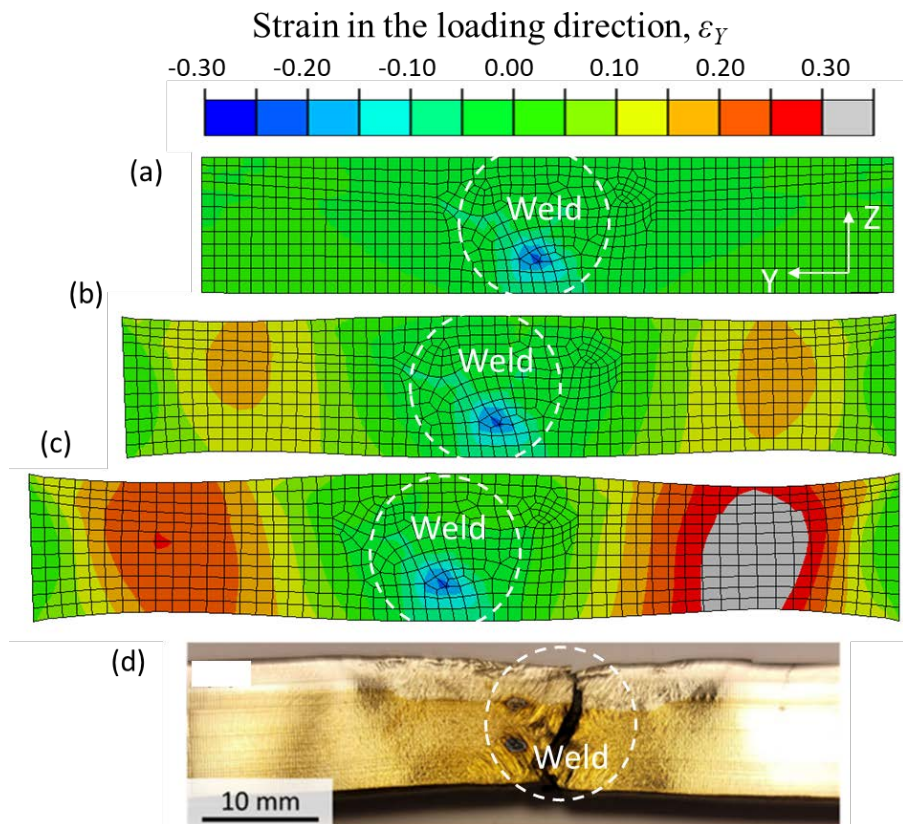 Strain in the loading direction, εY
-0.30 -0.20 -0.10 0.00 0.10 0.20 0.30
(a)
Weld
Z
Y
(b)
Weld
(c)
Weld
(d)
Weld
10 mm